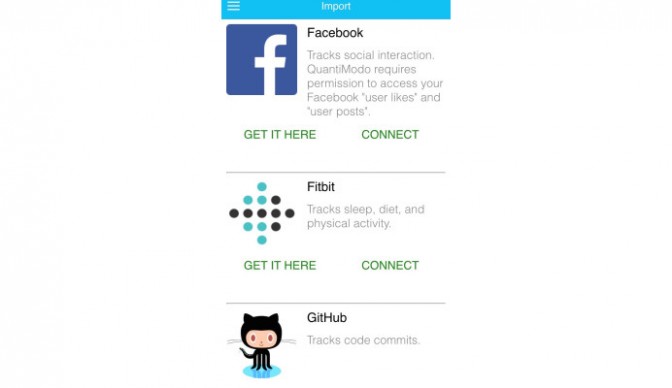 Import
Facebook
Tracks social interaction.
QuantiModo requires
permission to access your
Facebook "user likes" and
"user posts".
GET IT HERE CONNECT
Fitbit
Tracks sleep, diet, and
physical activity.
GET IT HERE CONNECT
GitHub
Tracks code commits.